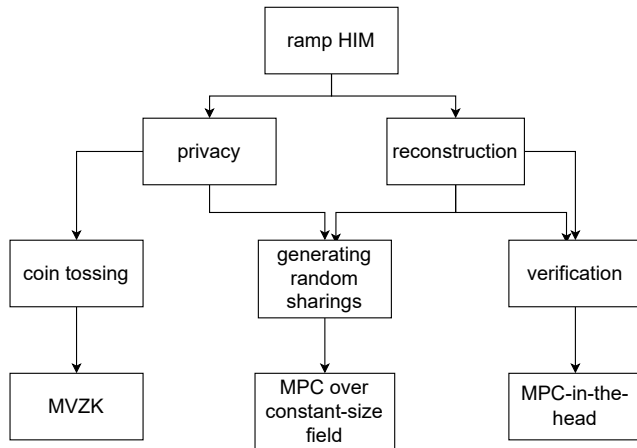 ramp HIM
privacy
reconstruction
coin tossing
generating
random
sharings
verification
MVZK
MPC over
constant-size
field
MPC-in-the-
head